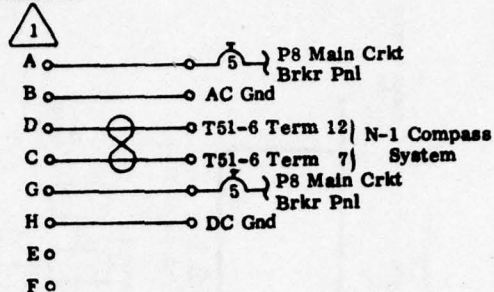 1
A 5 P8 Main Crkt
Brkr Pnl
B AC Gnd
D T51-6 Term 12
N-1 Compass
System
C T51-6 Term 7
G 5 P8 Main Crkt
Brkr Pnl
H DC Gnd
E
F